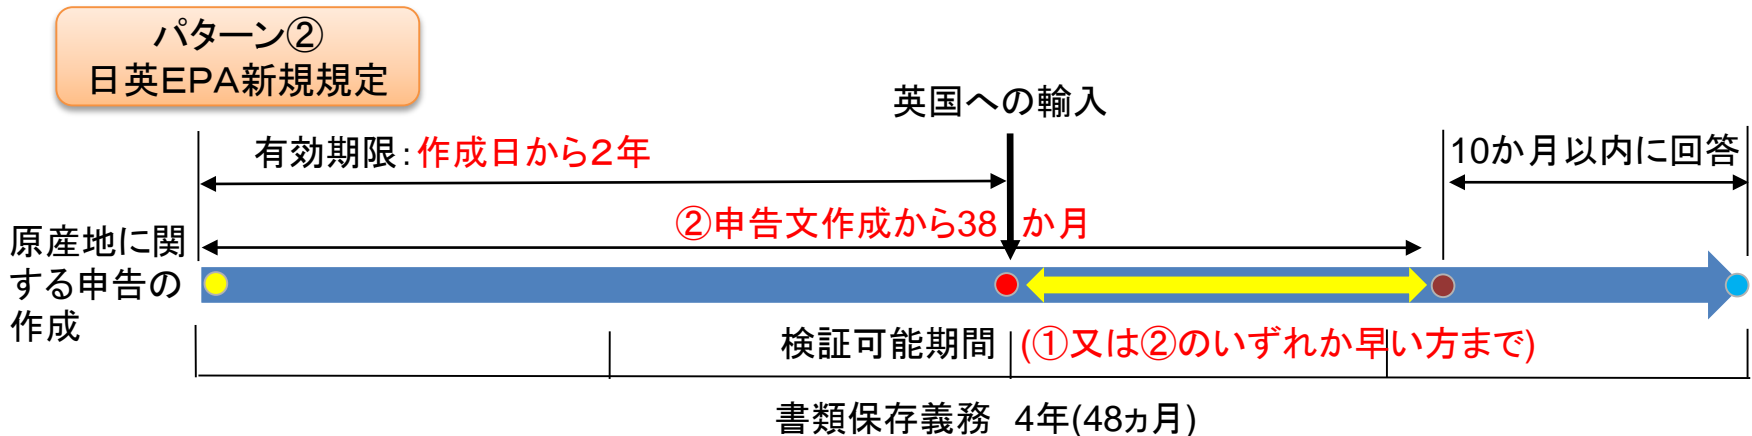 パターン②
日英EPA新規規定
英国への輸入
有効期限：作成日から２年
10か月以内に回答
②申告文作成から38 か月
原産地に関
する申告の
作成
検証可能期間 (①又は②のいずれか早い方まで)
書類保存義務 4年(48ヵ月)